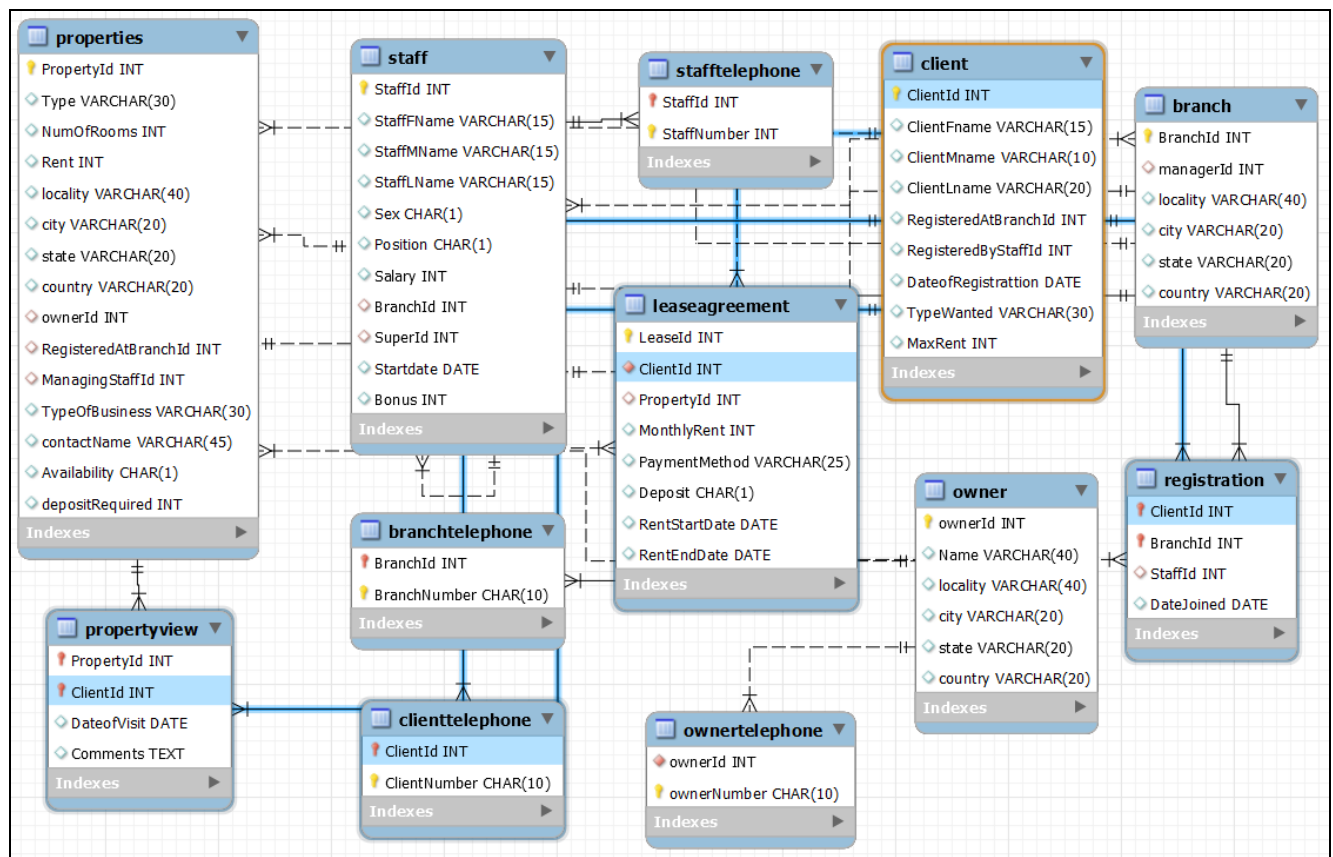 properties
PropertyId INT
Type VARCHAR(30)
NumOfRooms INT
Rent INT
locality VARCHAR(40)
city VARCHAR(20)
state VARCHAR(20)
country VARCHAR(20)
ownerId INT
RegisteredAtBranchId INT
ManagingStaffId INT
TypeOfBusiness VARCHAR(30)
contactName VARCHAR(45)
Availability CHAR(1)
depositRequired INT
Indexes
staff
StaffId INT
StaffFName VARCHAR(15)
StaffMName VARCHAR(15)
StaffLName VARCHAR(15)
Sex CHAR(1)
Position CHAR(1)
Salary INT
BranchId INT
SuperId INT
Startdate DATE
Bonus INT
Indexes
stafftelephone
StaffId INT
StaffNumber INT
Indexes
client
ClientId INT
ClientFname VARCHAR(15)
ClientMname VARCHAR(10)
ClientLname VARCHAR(20)
RegisteredAtBranchId INT
RegisteredByStaffId INT
DateofRegistrattion DATE
TypeWanted VARCHAR(30)
MaxRent INT
Indexes
branch
BranchId INT
managerId INT
locality VARCHAR(40)
city VARCHAR(20)
state VARCHAR(20)
country VARCHAR(20)
Indexes
leaseagreement
LeaseId INT
ClientId INT
PropertyId INT
MonthlyRent INT
PaymentMethod VARCHAR(25)
Deposit CHAR(1)
RentStartDate DATE
RentEndDate DATE
Indexes
branchtelephone
BranchId INT
BranchNumber CHAR(10)
Indexes
owner
ownerId INT
Name VARCHAR(40)
locality VARCHAR(40)
city VARCHAR(20)
state VARCHAR(20)
country VARCHAR(20)
Indexes
registration
ClientId INT
BranchId INT
StaffId INT
DateJoined DATE
Indexes
propertyview
PropertyId INT
ClientId INT
DateofVisit DATE
Comments TEXT
Indexes
clienttelephone
ClientId INT
ClientNumber CHAR(10)
Indexes
ownertelephone
ownerId INT
ownerNumber CHAR(10)
Indexes